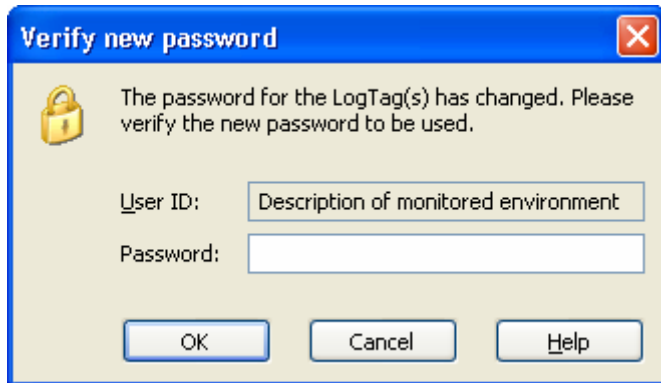 Verify new password
The password for the LogTag(s) has changed. Please
verify the new password to be used.
User ID: Description of monitored environment
Password:
OK Cancel Help